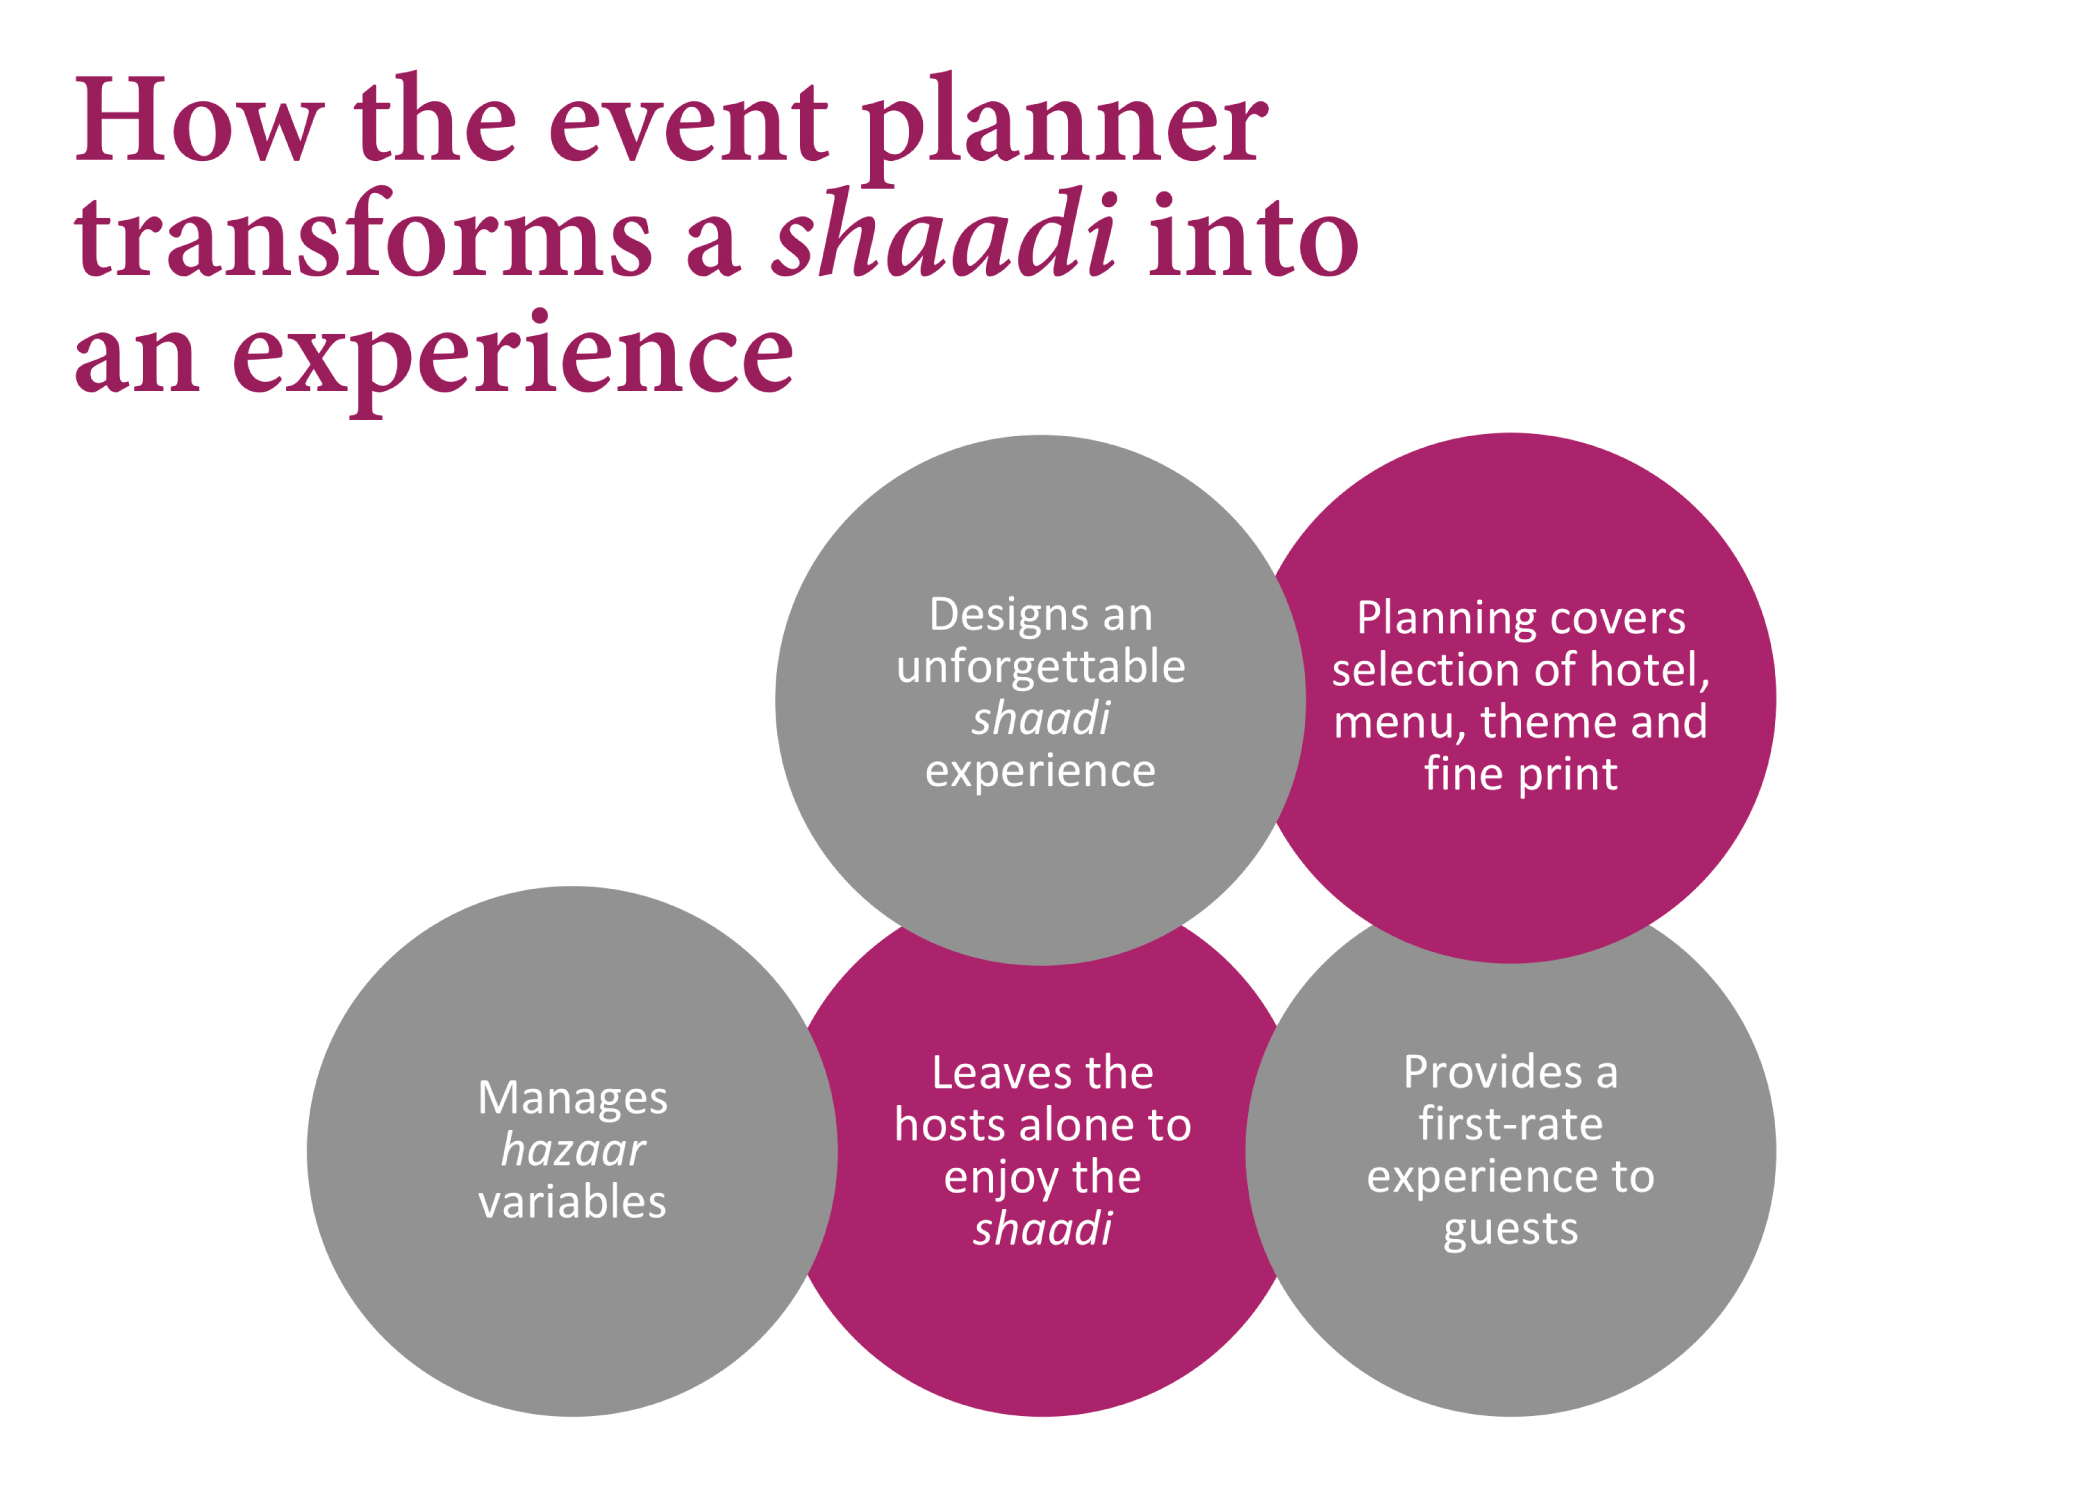 How the event planner
transforms a shaadi into
an experience
Designs an
unforgettable
shaadi
experience
Planning covers
selection of hotel,
menu, theme and
fine print
Manages
hazaar
variables
Leaves the
hosts alone to
enjoy the
shaadi
Provides a
first-rate
experience to
guests